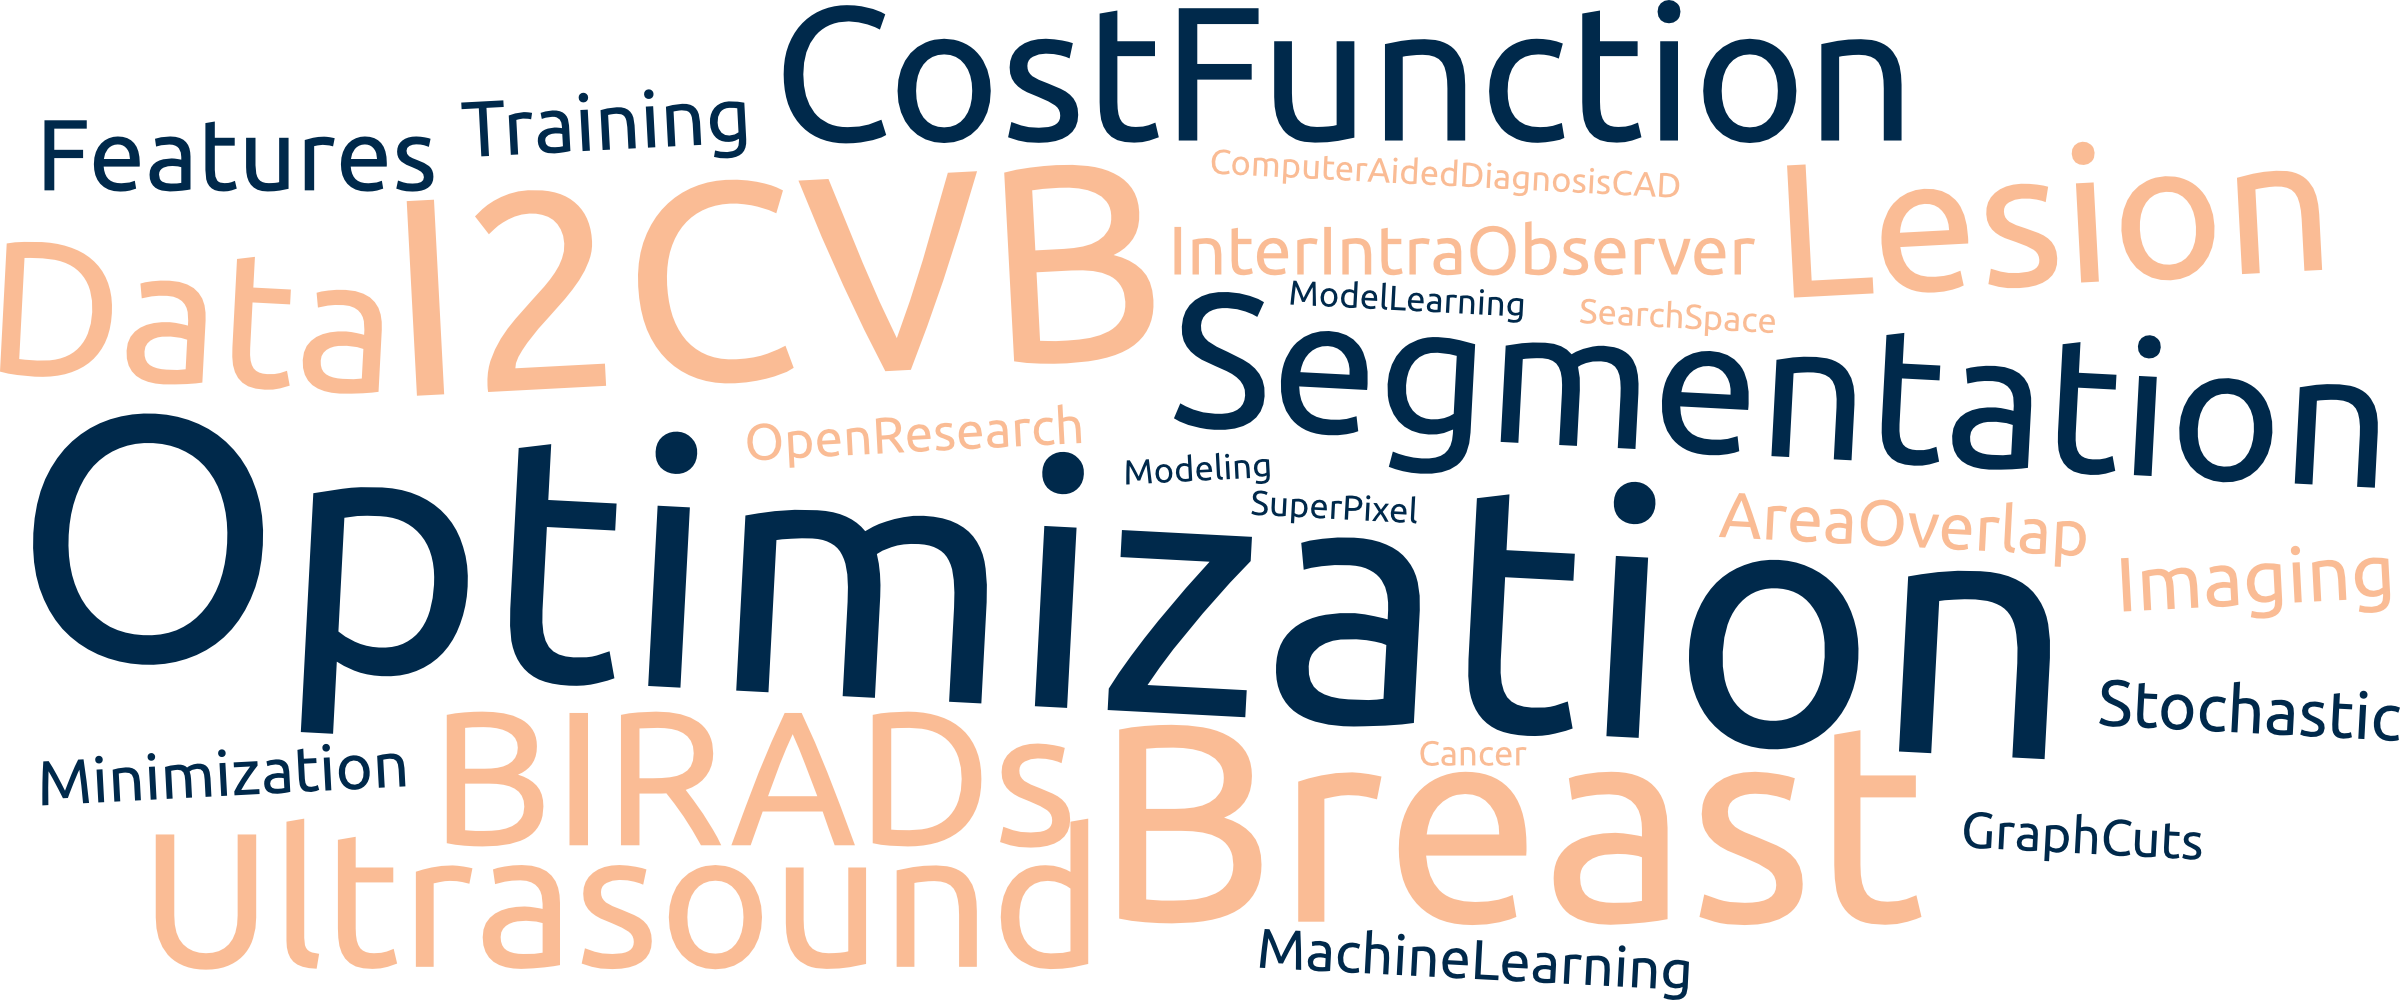 CostFunction
Features
Training
ComputerAidedDiagnosisCAD
Lesion
Data
I2CVB
InterIntraObserver
ModelLearning
SearchSpace
Segmentation
OpenResearch
Modeling
SuperPixel
AreaOverlap
Imaging
Optimization
Stochastic
Minimization
BIRADs
Breast
Cancer
GraphCuts
Ultrasound
MachineLearning